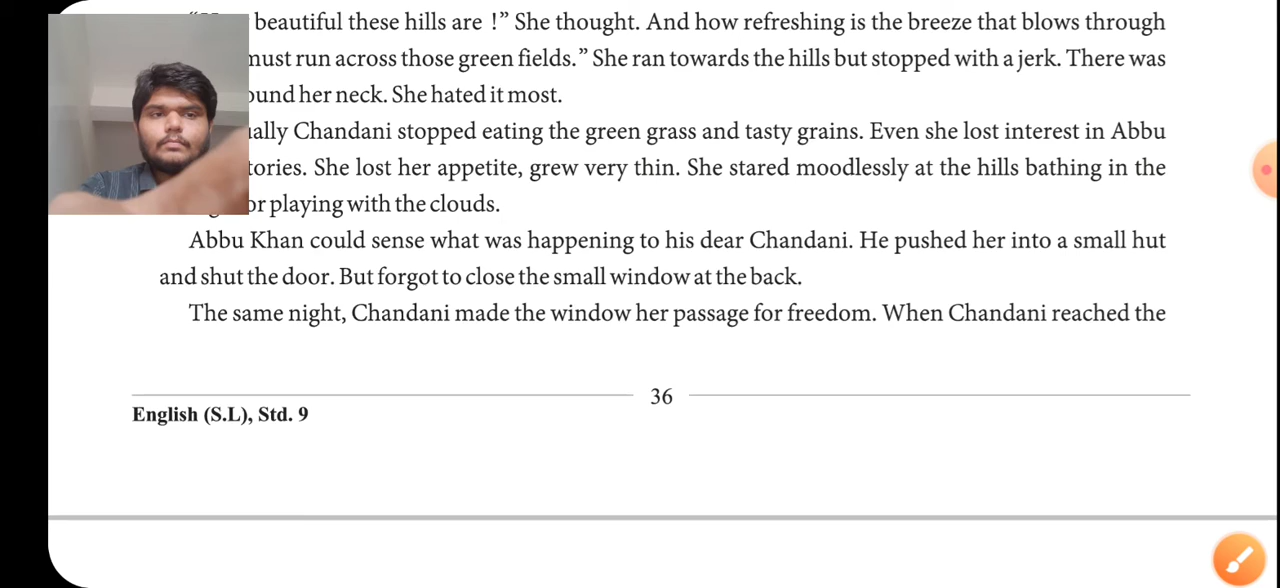 beautiful these hills are !” She thought. And how refreshing is the breeze that blows through
must run across those green fields.” She ran towards the hills but stopped with a jerk. There was
her neck. She hated it most.
Chandani stopped eating the green grass and tasty grains. Even she lost interest in Abbu
She lost her appetite, grew very thin. She stared moodlessly at the hills bathing in the
or playing with the clouds.
Abbu Khan could sense what was happening to his dear Chandani. He pushed her into a small hut
and shut the door. But forgot to close the small window at the back.
The same night, Chandani made the window her passage for freedom. When Chandani reached the
36
English (S.L), Std. 9